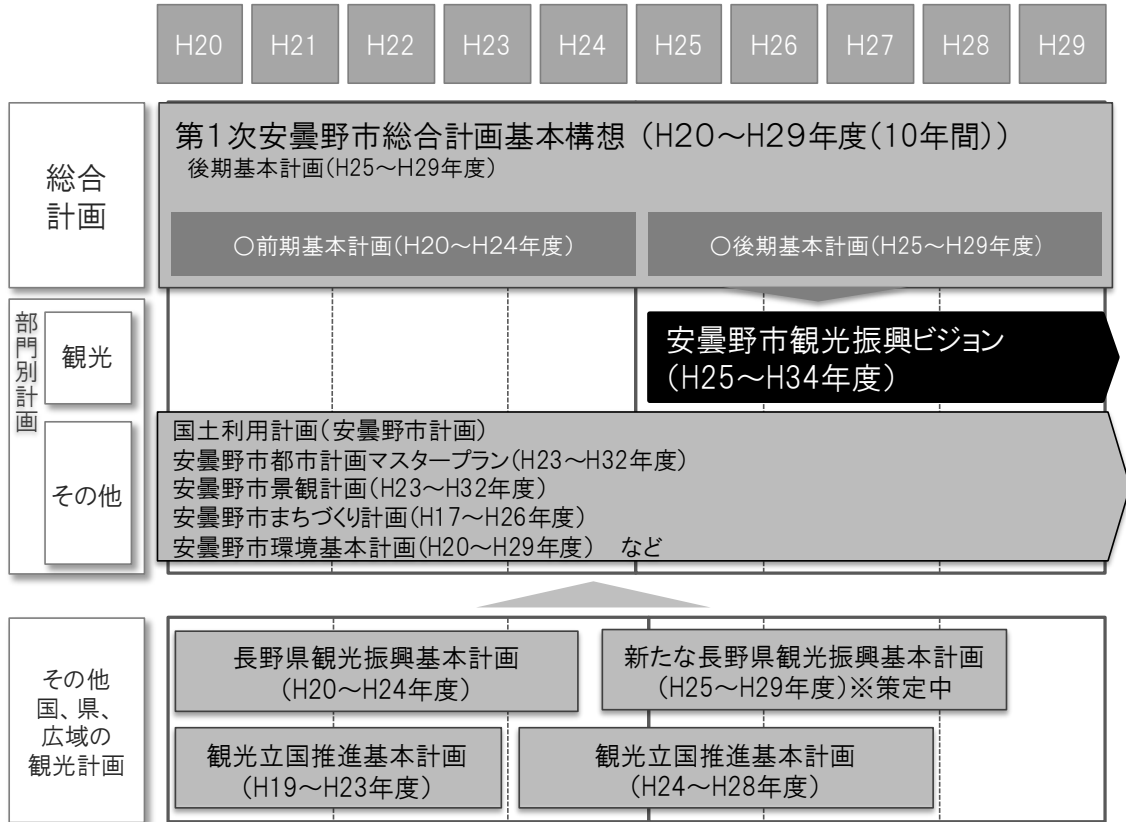 H20 H21 H22 H23 H24 H25 H26 H27 H28 H29
総合
計画
第1次安曇野市総合計画基本構想 (H20～H29年度(10年間))
後期基本計画(H25～H29年度)
○前期基本計画(H20～H24年度)
○後期基本計画(H25～H29年度)
部門別計画
観光
安曇野市観光振興ビジョン
(H25～H34年度)
その他
国土利用計画(安曇野市計画)
安曇野市都市計画マスタープラン(H23～H32年度)
安曇野市景観計画(H23～H32年度)
安曇野市まちづくり計画(H17～H26年度)
安曇野市環境基本計画(H20～H29年度) など
その他
国、県、
広域の
観光計画
長野県観光振興基本計画
(H20～H24年度)
新たな長野県観光振興基本計画
(H25～H29年度)※策定中
観光立国推進基本計画
(H19～H23年度)
観光立国推進基本計画
(H24～H28年度)